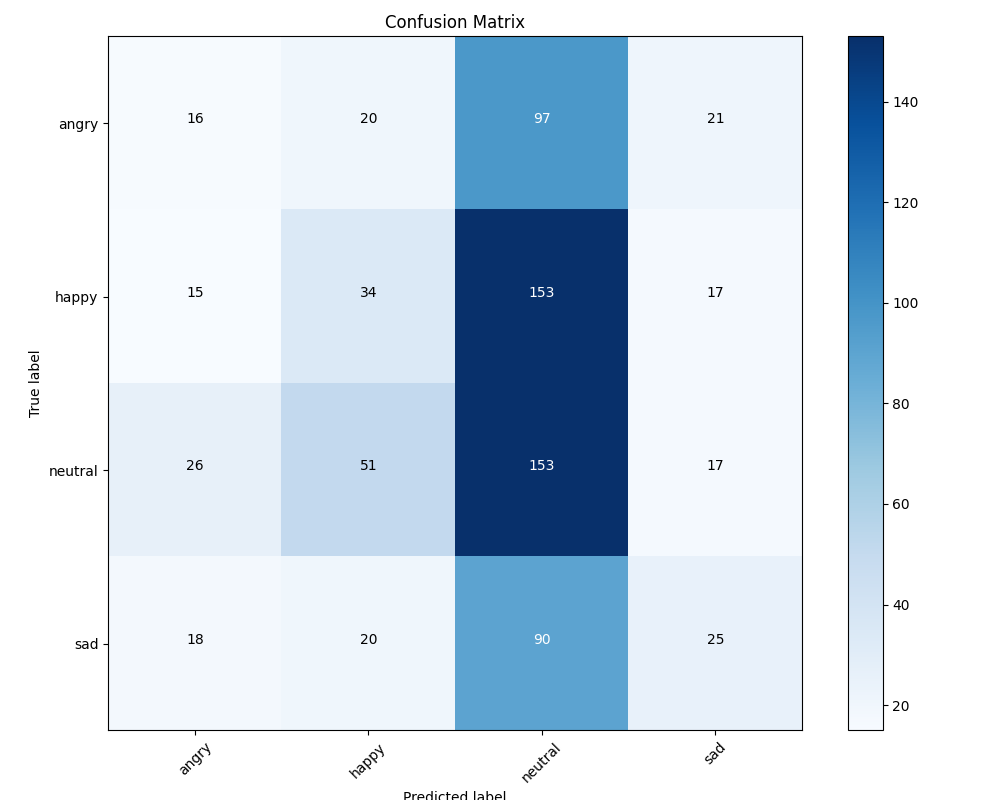 Confusion Matrix
angry 16 20 97 21
happy 15 34 153 17
neutral 26 51 153 17
sad 18 20 90 25
True label
angry happy neutral sad
Predicted label
140
120
100
80
60
40
20